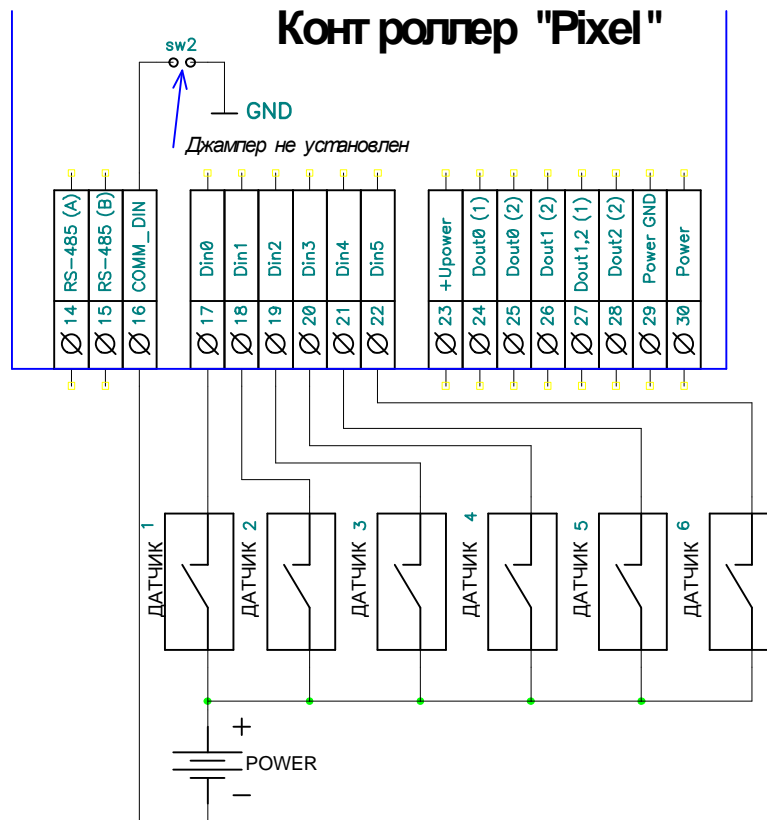 Контроллер "Pixel"
sw2
GND
Джампер не установлен
RS-485 (A)
RS-485 (B)
COMM_DIN
Din0
Din1
Din2
Din3
Din4
Din5
+Upower
Dout0 (1)
Dout0 (2)
Dout1 (2)
Dout1,2 (1)
Dout2 (2)
Power GND
Power
14
15
16
17
18
19
20
21
22
23
24
25
26
27
28
29
30
ДАТЧИК 1
ДАТЧИК 2
ДАТЧИК 3
ДАТЧИК 4
ДАТЧИК 5
ДАТЧИК 6
+
POWER
−